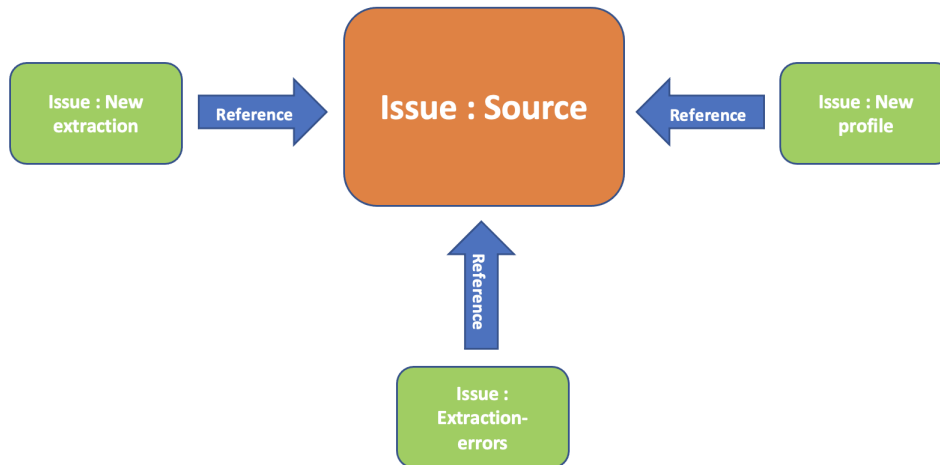 Issue : New
extraction
Reference
Issue : Source
Reference
Issue : New
profile
Reference
Issue :
Extraction-
errors